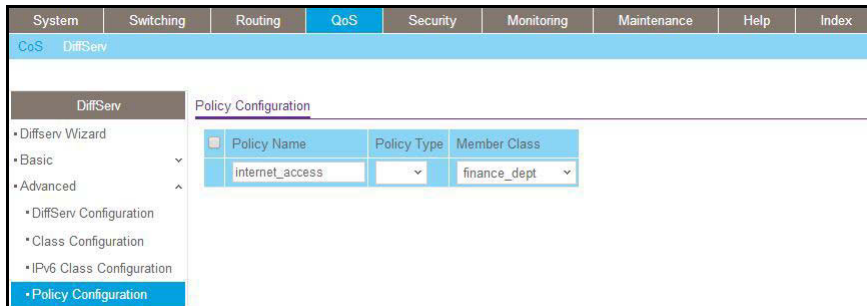 System Switching Routing QoS Security Monitoring Maintenance Help Index
CoS DiffServ
DiffServ
Policy Configuration
Diffserv Wizard
Policy Name Policy Type Member Class
Basic
internet_access finance_dept
Advanced
DiffServ Configuration
Class Configuration
IPv6 Class Configuration
Policy Configuration